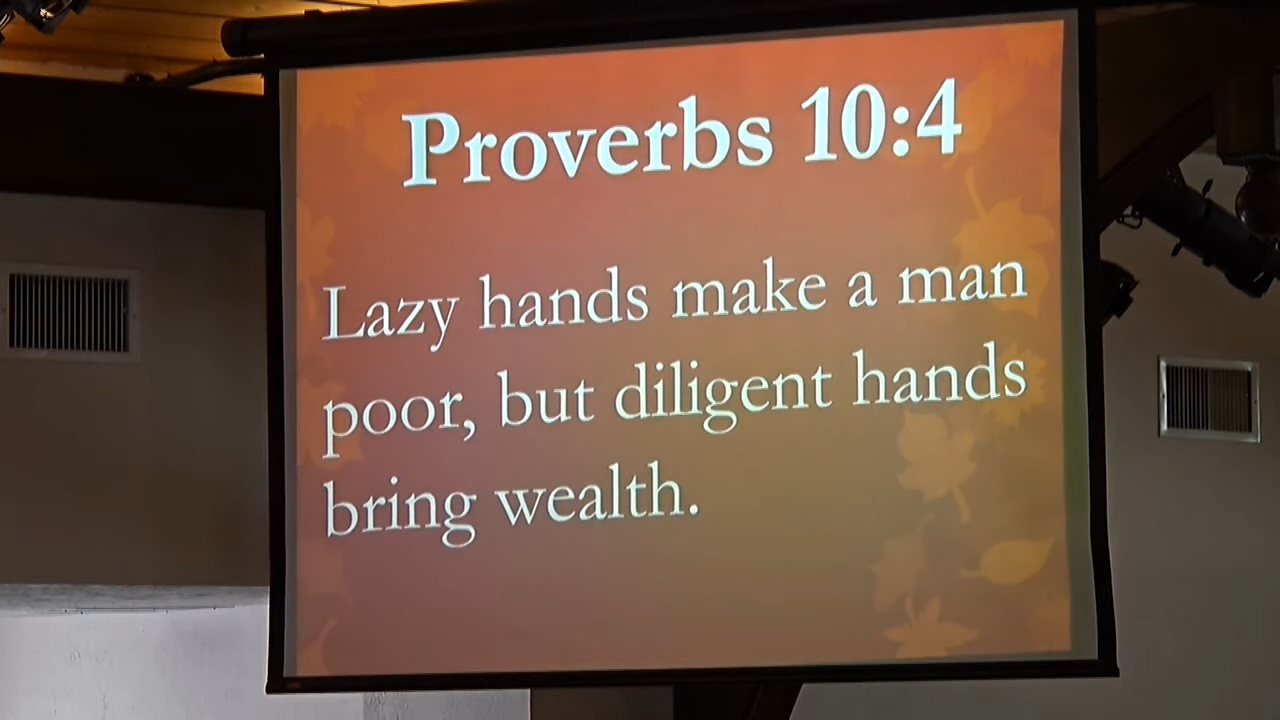 Proverbs 10:4
Lazy hands make a man
poor, but diligent hands
bring wealth.